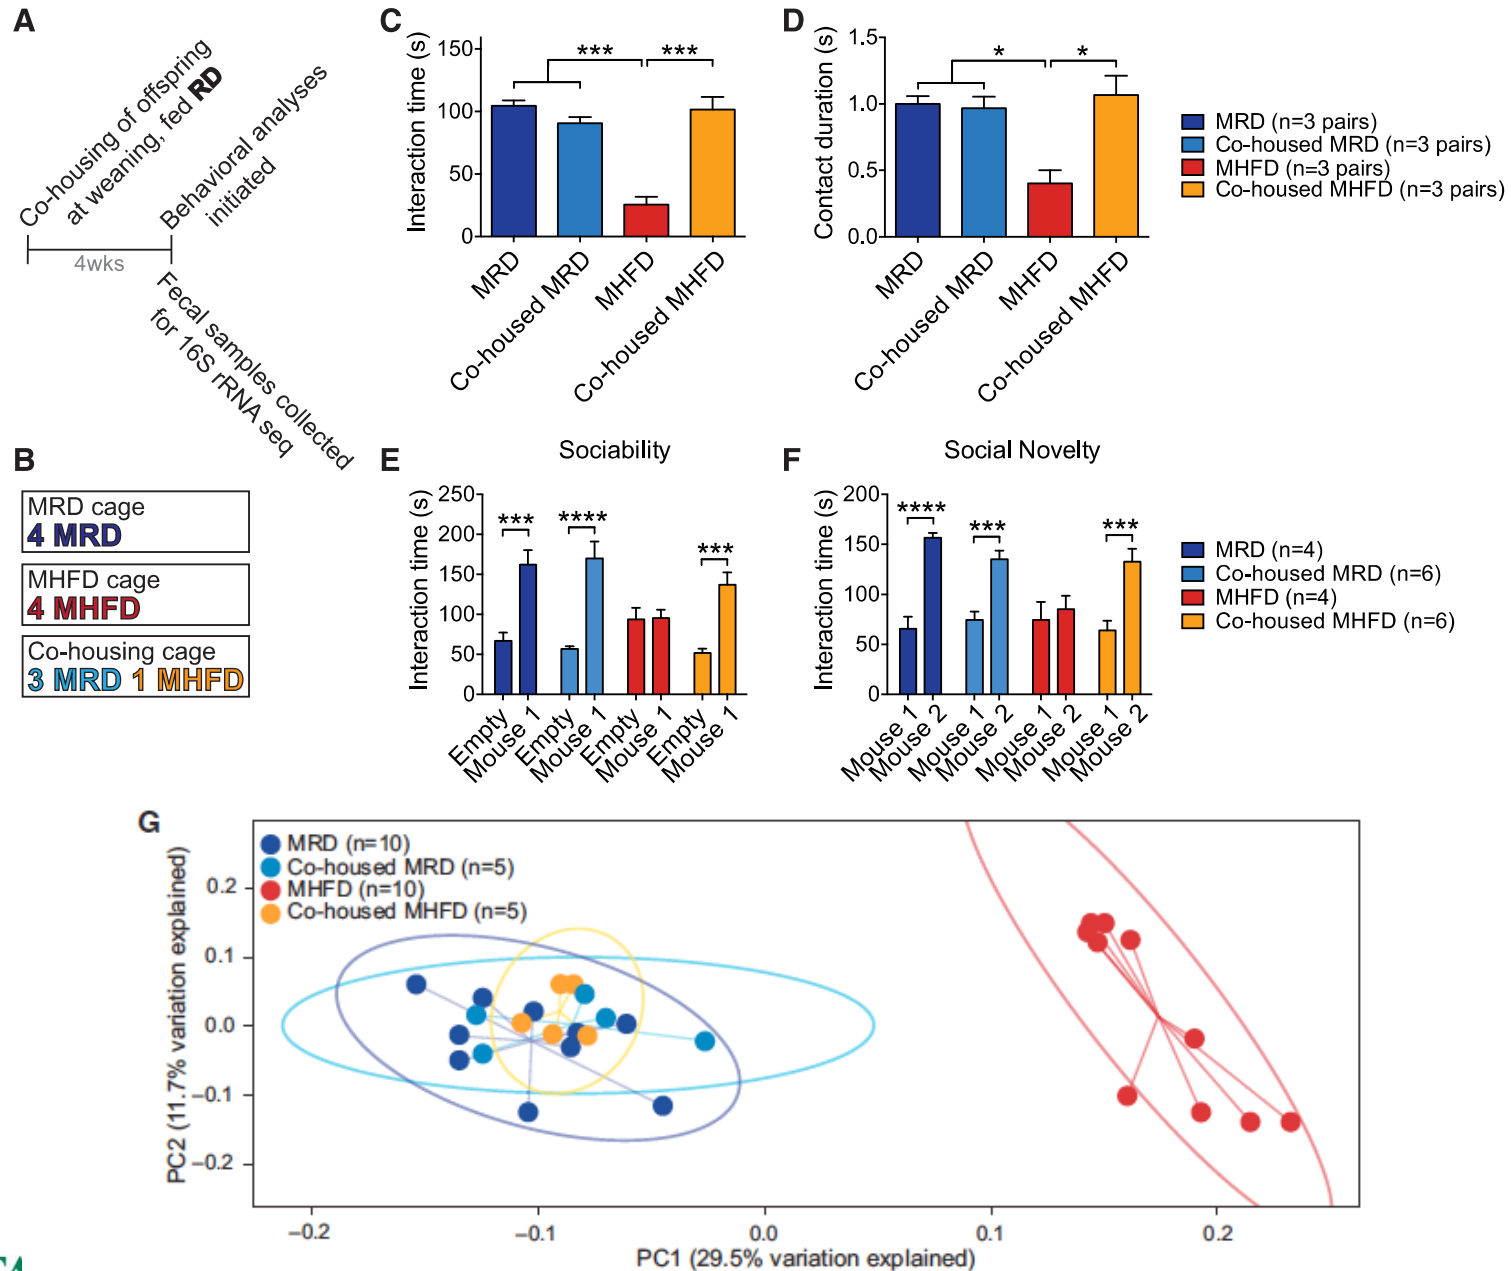 A
Co-housing of offspring
at weaning, fed RD
Behavioral analyses
initiated
4wks
Fecal samples collected
for 16S rRNA seq
B
MRD cage
4 MRD
MHFD cage
4 MHFD
Co-housing cage
3 MRD 1 MHFD
C
Interaction time (s)
150
100
50
0
***
***
MRD
Co-housed MRD
MHFD
Co-housed MHFD
D
Contact duration (s)
1.5
1.0
0.5
0.0
*
*
MRD
Co-housed MRD
MHFD
Co-housed MHFD
MRD (n=3 pairs)
Co-housed MRD (n=3 pairs)
MHFD (n=3 pairs)
Co-housed MHFD (n=3 pairs)
E
Sociability
Interaction time (s)
250
200
150
100
50
0
***
****
***
Empty
Mouse 1
Empty
Mouse 1
Empty
Mouse 1
Empty
Mouse 1
F
Social Novelty
Interaction time (s)
200
150
100
50
0
****
***
***
Mouse 1
Mouse 2
Mouse 1
Mouse 2
Mouse 1
Mouse 2
Mouse 1
Mouse 2
MRD (n=4)
Co-housed MRD (n=6)
MHFD (n=4)
Co-housed MHFD (n=6)
G
MRD (n=10)
Co-housed MRD (n=5)
MHFD (n=10)
Co-housed MHFD (n=5)
PC2 (11.7% variation explained)
0.2
0.1
0.0
−0.1
−0.2
−0.2
−0.1
0.0
0.1
0.2
PC1 (29.5% variation explained)